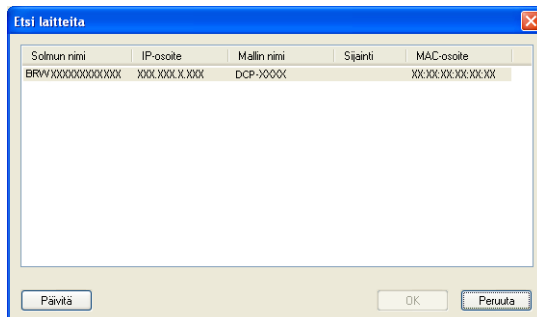 Etsi laitteita
Solmun nimi IP-osoite Mallin nimi Sijainti MAC-osoite
BRWXXXXXXXXXXXX XXX.XXX.X.XXX DCP-XXXX XX:XX:XX:XX:XX:XX
Päivitä OK Peruuta